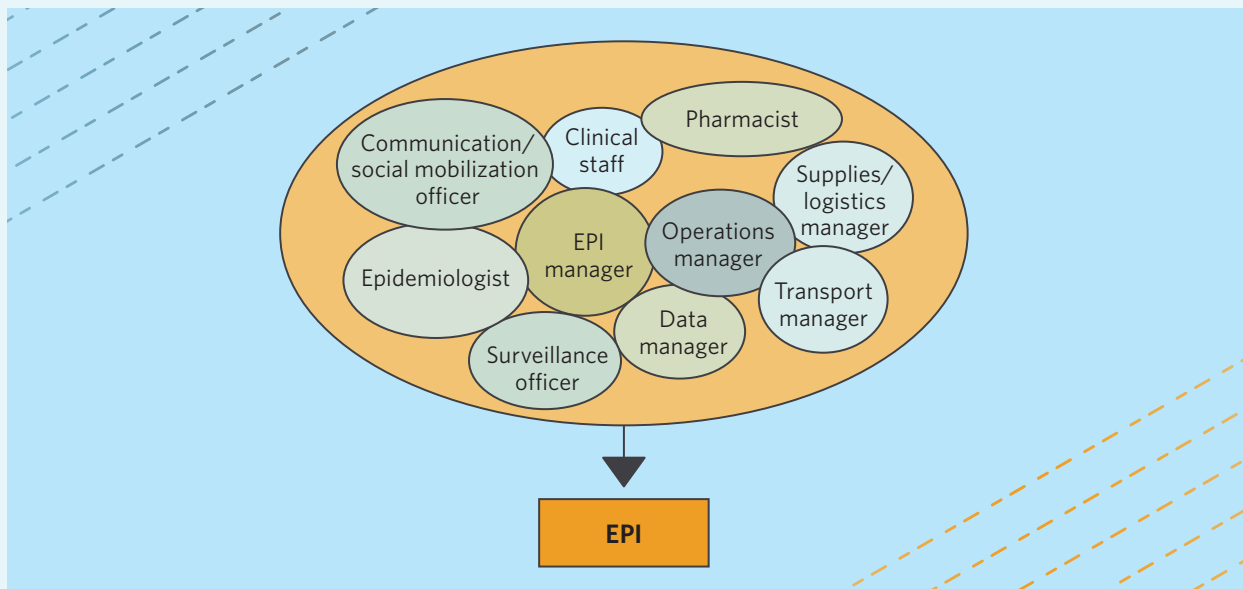 Communication/
social mobilization
officer
Clinical
staff
Pharmacist
Supplies/
logistics
manager
EPI
manager
Operations
manager
Epidemiologist
Transport
manager
Data
manager
Surveillance
officer
EPI